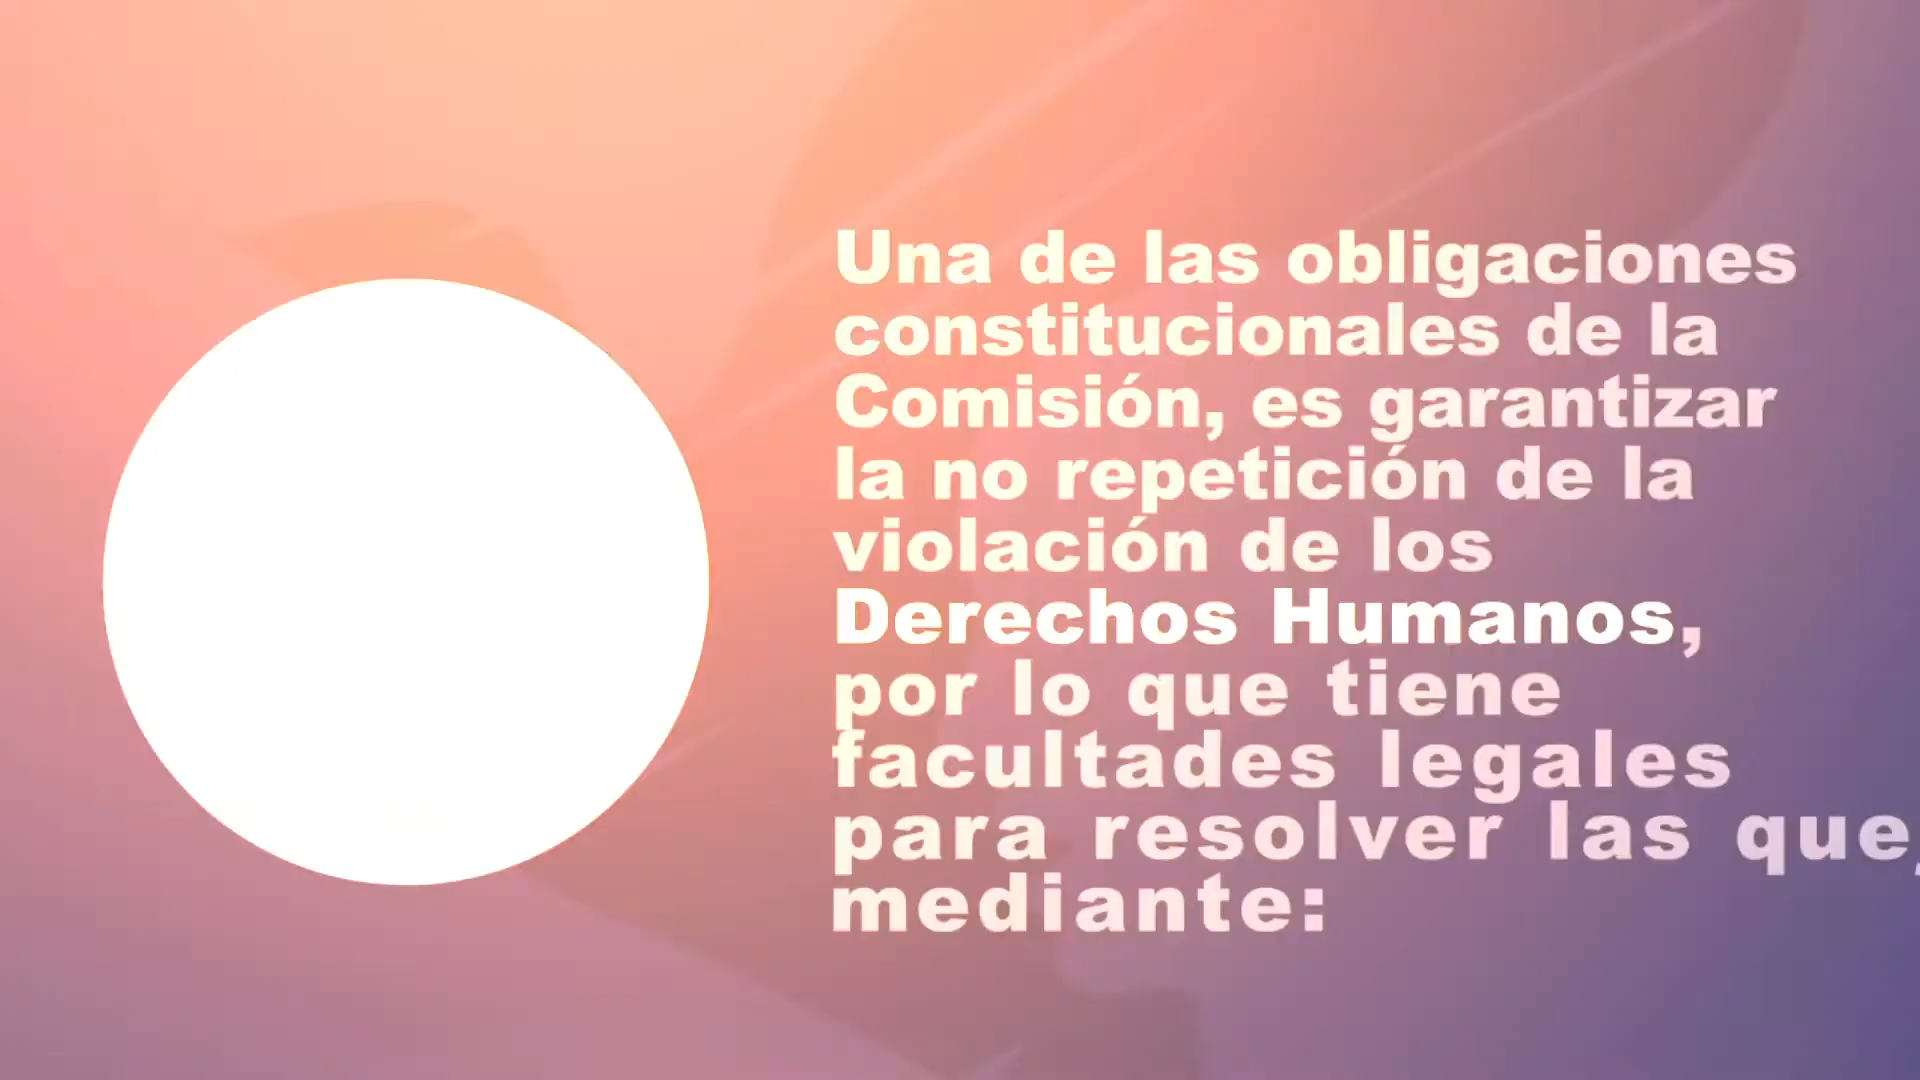 Una de las obligaciones
constitucionales de la
Comisión, es garantizar
la no repetición de la
violación de los
Derechos Humanos,
por lo que tiene
facultades legales
para resolver las
mediante: